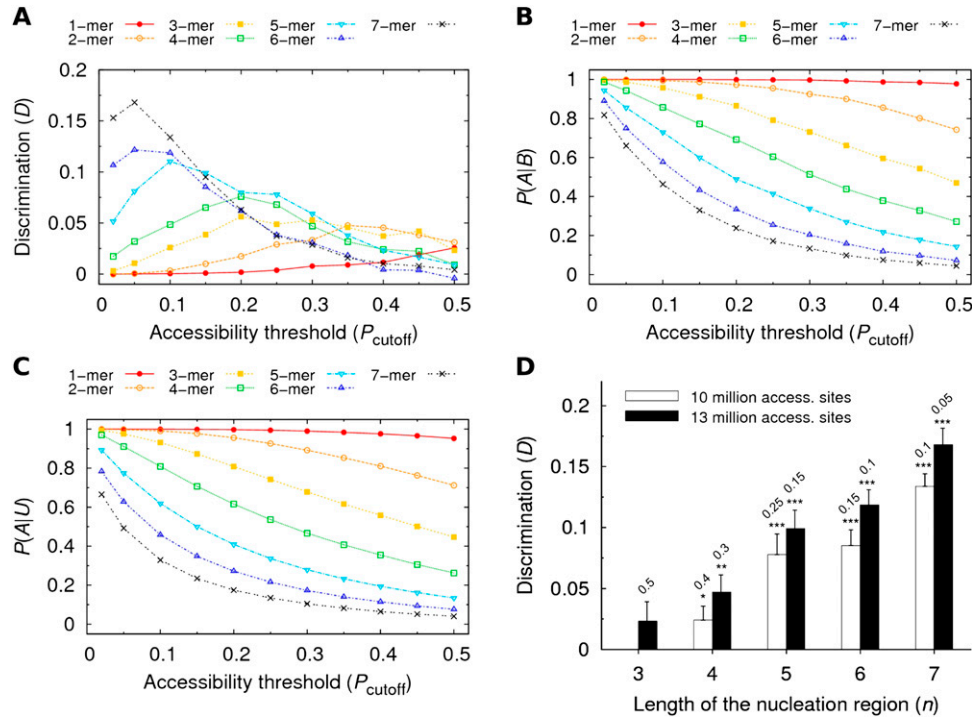 A
1−mer 3−mer 5−mer 7−mer
2−mer 4−mer 6−mer
Discrimination (D)
0.2
0.15
0.1
0.05
0
0 0.1 0.2 0.3 0.4 0.5
Accessibility threshold (Pcutoff)
B
1−mer 3−mer 5−mer 7−mer
2−mer 4−mer 6−mer
P(A|B)
1
0.8
0.6
0.4
0.2
0
0 0.1 0.2 0.3 0.4 0.5
Accessibility threshold (Pcutoff)
C
1−mer 3−mer 5−mer 7−mer
2−mer 4−mer 6−mer
P(A|U)
1
0.8
0.6
0.4
0.2
0
0 0.1 0.2 0.3 0.4 0.5
Accessibility threshold (Pcutoff)
D
10 million access. sites
13 million access. sites
Discrimination (D)
0.2
0.15
0.1
0.05
0
0.5
0.4 0.3
* **
0.25 0.15
*** ***
0.15 0.1
*** ***
0.1 0.05
*** ***
3 4 5 6 7
Length of the nucleation region (n)